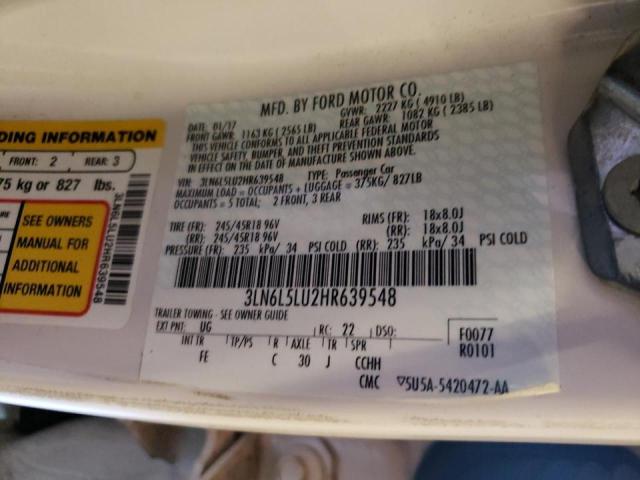 DING INFORMATION
FRONT: 2 REAR: 3
75 kg or 827 lbs.
SEE OWNERS
MANUAL FOR
ADDITIONAL
INFORMATION
3LN6L5LU2HR639548
MFD. BY FORD MOTOR CO.
DATE: 01/17 GVWR: 2227 KG ( 4910 LB)
FRONT GAWR: 1163 KG ( 2565 LB) REAR GAWR: 1082 KG ( 2385 LB)
THIS VEHICLE CONFORMS TO ALL APPLICABLE FEDERAL MOTOR
VEHICLE SAFETY, BUMPER, AND THEFT PREVENTION STANDARDS
IN EFFECT ON THE DATE OF MANUFACTURE SHOWN ABOVE.
VIN: 3LN6L5LU2HR639548 TYPE: Passenger Car
MAXIMUM LOAD = OCCUPANTS + LUGGAGE = 375KG/ 827LB
OCCUPANTS = 5 TOTAL; 2 FRONT, 3 REAR
TIRE (FR): 245/45R18 96V RIMS (FR): 18x8.0J
(RR): 245/45R18 96V (RR): 18x8.0J
PRESSURE (FR): 235 kPa/ 34 PSI COLD (RR): 235 kPa/ 34 PSI COLD
3LN6L5LU2HR639548
TRAILER TOWING - SEE OWNER GUIDE
EXT PNT: UG RC: 22 DSO: F0077
INT TR TP/PS R AXLE TR SPR R0101
FE C 30 J CCHH
CMC 5U5A-5420472-AA